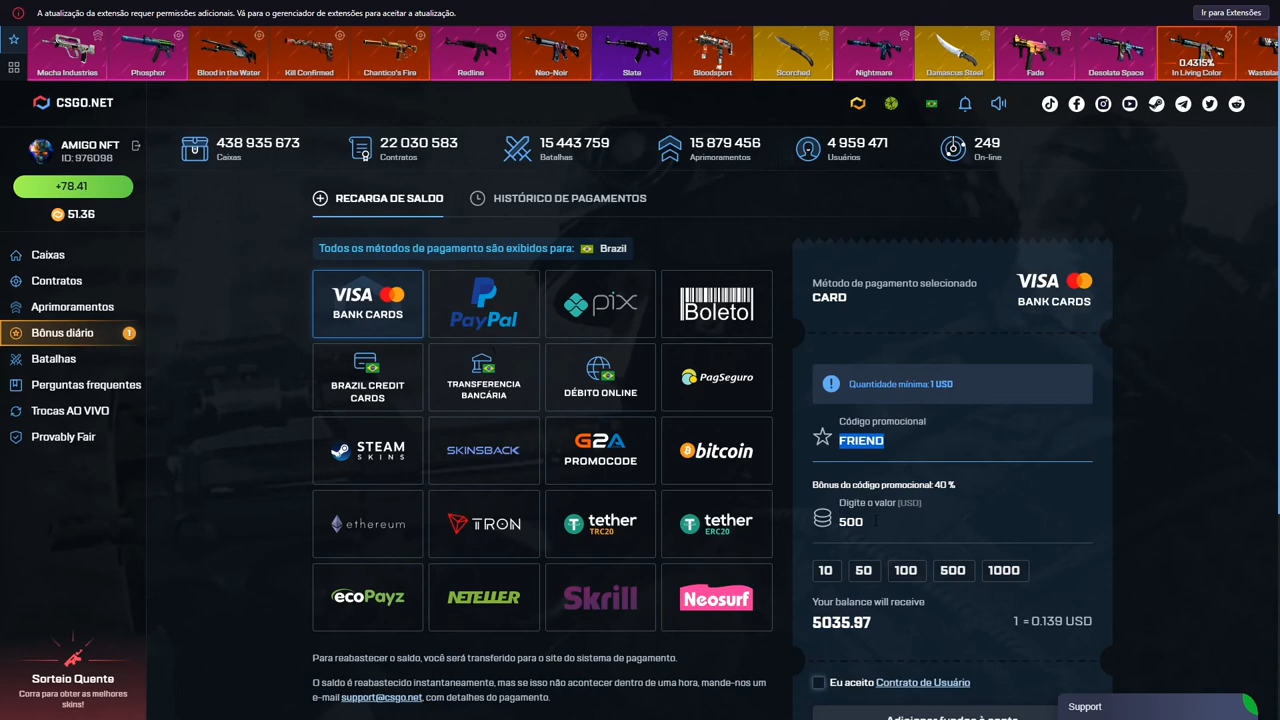 A atualização da extensão requer permissões adicionais. Vá para o gerenciador de extensões para aceitar a atualização.
Ir para Extensões
Mecha Industries
Phosphor
Blood in the Water
Kill Confirmed
Chantico's Fire
Redline
Neo-Noir
Slate
Bloodsport
Scorched
Nightmare
Damascus Steel
Fade
Desolate Space
0.4315%
In Living Color
CSGO.NET
AMIGO NFT
ID: 976098
+78.41
51.36
438 935 673
Caixas
22 030 583
Contratos
15 443 759
Batalhas
15 879 456
Aprimoramentos
4 959 471
Usuários
249
On-line
Caixas
Contratos
Aprimoramentos
Bônus diário 1
Batalhas
Perguntas frequentes
Trocas AO VIVO
Provably Fair
Sorteio Quente
Corra para obter as melhores
skins!
RECARGA DE SALDO
HISTÓRICO DE PAGAMENTOS
Todos os métodos de pagamento são exibidos para: Brazil
VISA
BANK CARDS
PayPal
pix
Boleto
BRAZIL CREDIT
CARDS
TRANSFERENCIA
BANCÁRIA
DÉBITO ONLINE
PagSeguro
STEAM
SKINS
SKINSBACK
G2A
PROMOCODE
bitcoin
ethereum
TRON
tether
TRC20
tether
ERC20
ecoPayz
NETELLER
Skrill
Neosurf
Para reabastecer o saldo, você será transferido para o site do sistema de pagamento.
O saldo é reabastecido instantaneamente, mas se isso não acontecer dentro de uma hora, mande-nos um
e-mail support@csgo.net, com detalhes do pagamento.
Método de pagamento selecionado
CARD
VISA
BANK CARDS
Quantidade mínima: 1 USD
Código promocional
FRIEND
Bônus do código promocional: 40 %
Digite o valor (USD)
500
10 50 100 500 1000
Your balance will receive
5035.97
1 = 0.139 USD
Eu aceito Contrato de Usuário
Adicionar fundos à conta
Support